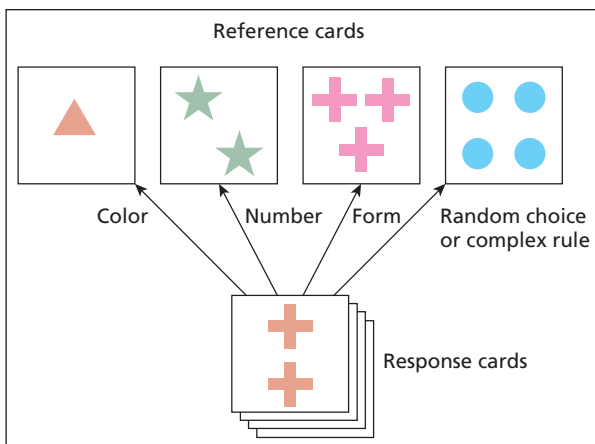 Reference cards
Color
Number
Form
Random choice
or complex rule
Response cards